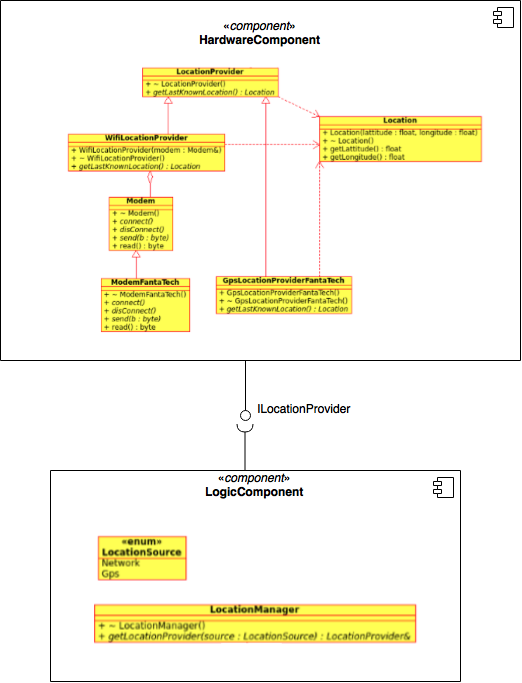 «component»
HardwareComponent
LocationProvider
+ ~ LocationProvider()
+ getLastKnownLocation() : Location
Location
+ Location(lattitude : float, longitude : float)
+ ~ Location()
+ getLattitude() : float
+ getLongitude() : float
WifiLocationProvider
+ WifiLocationProvider(modem : Modem&)
+ ~ WifiLocationProvider()
+ getLastKnownLocation() : Location
Modem
+ ~ Modem()
+ connect()
+ disConnect()
+ send(b : byte)
+ read() : byte
ModemFantaTech
+ ~ ModemFantaTech()
+ connect()
+ disConnect()
+ send(b : byte)
+ read() : byte
GpsLocationProviderFantaTech
+ GpsLocationProviderFantaTech()
+ ~ GpsLocationProviderFantaTech()
+ getLastKnownLocation() : Location
ILocationProvider
«component»
LogicComponent
«enum»
LocationSource
Network
Gps
LocationManager
+ ~ LocationManager()
+ getLocationProvider(source : LocationSource) : LocationProvider&